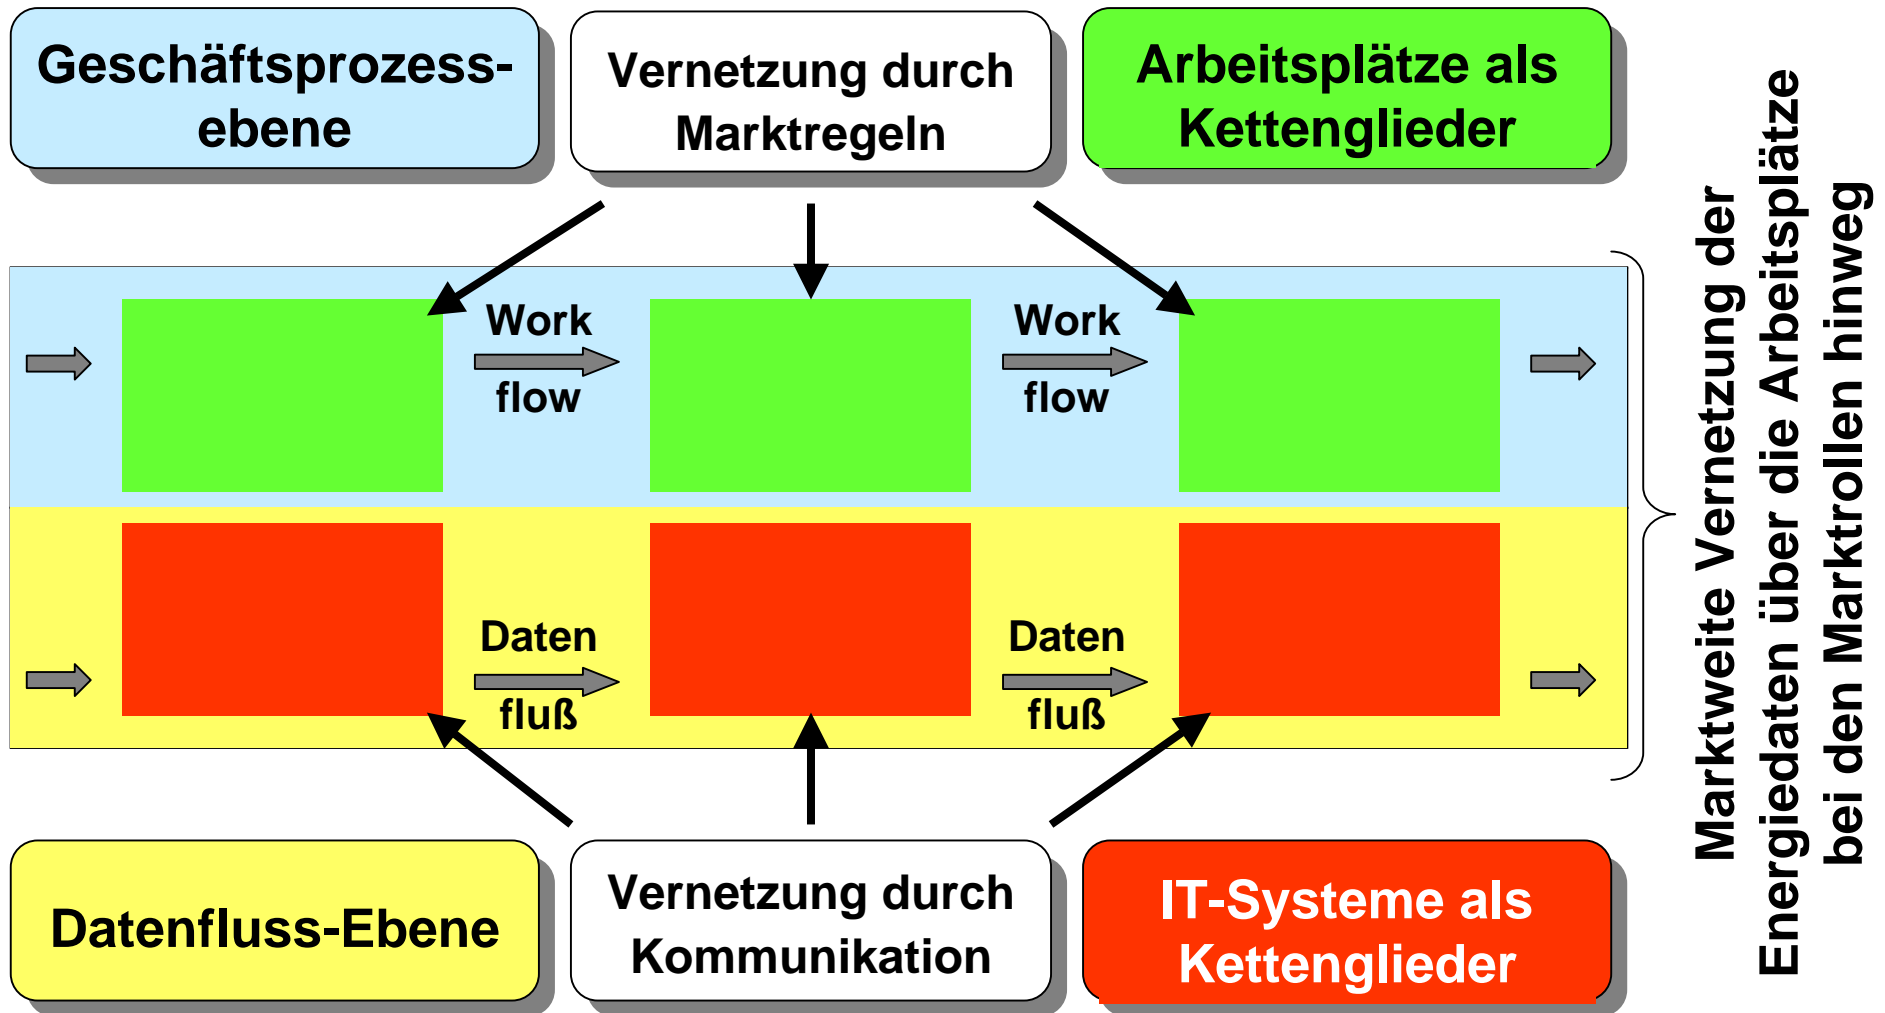 Geschäftsprozess-
ebene
Vernetzung durch
Marktregeln
Arbeitsplätze als
Kettenglieder
Work
flow
Work
flow
Daten
fluß
Daten
fluß
Datenfluss-Ebene
Vernetzung durch
Kommunikation
IT-Systeme als
Kettenglieder
Marktweite Vernetzung der
Energiedaten über die Arbeitsplätze
bei den Marktrollen hinweg